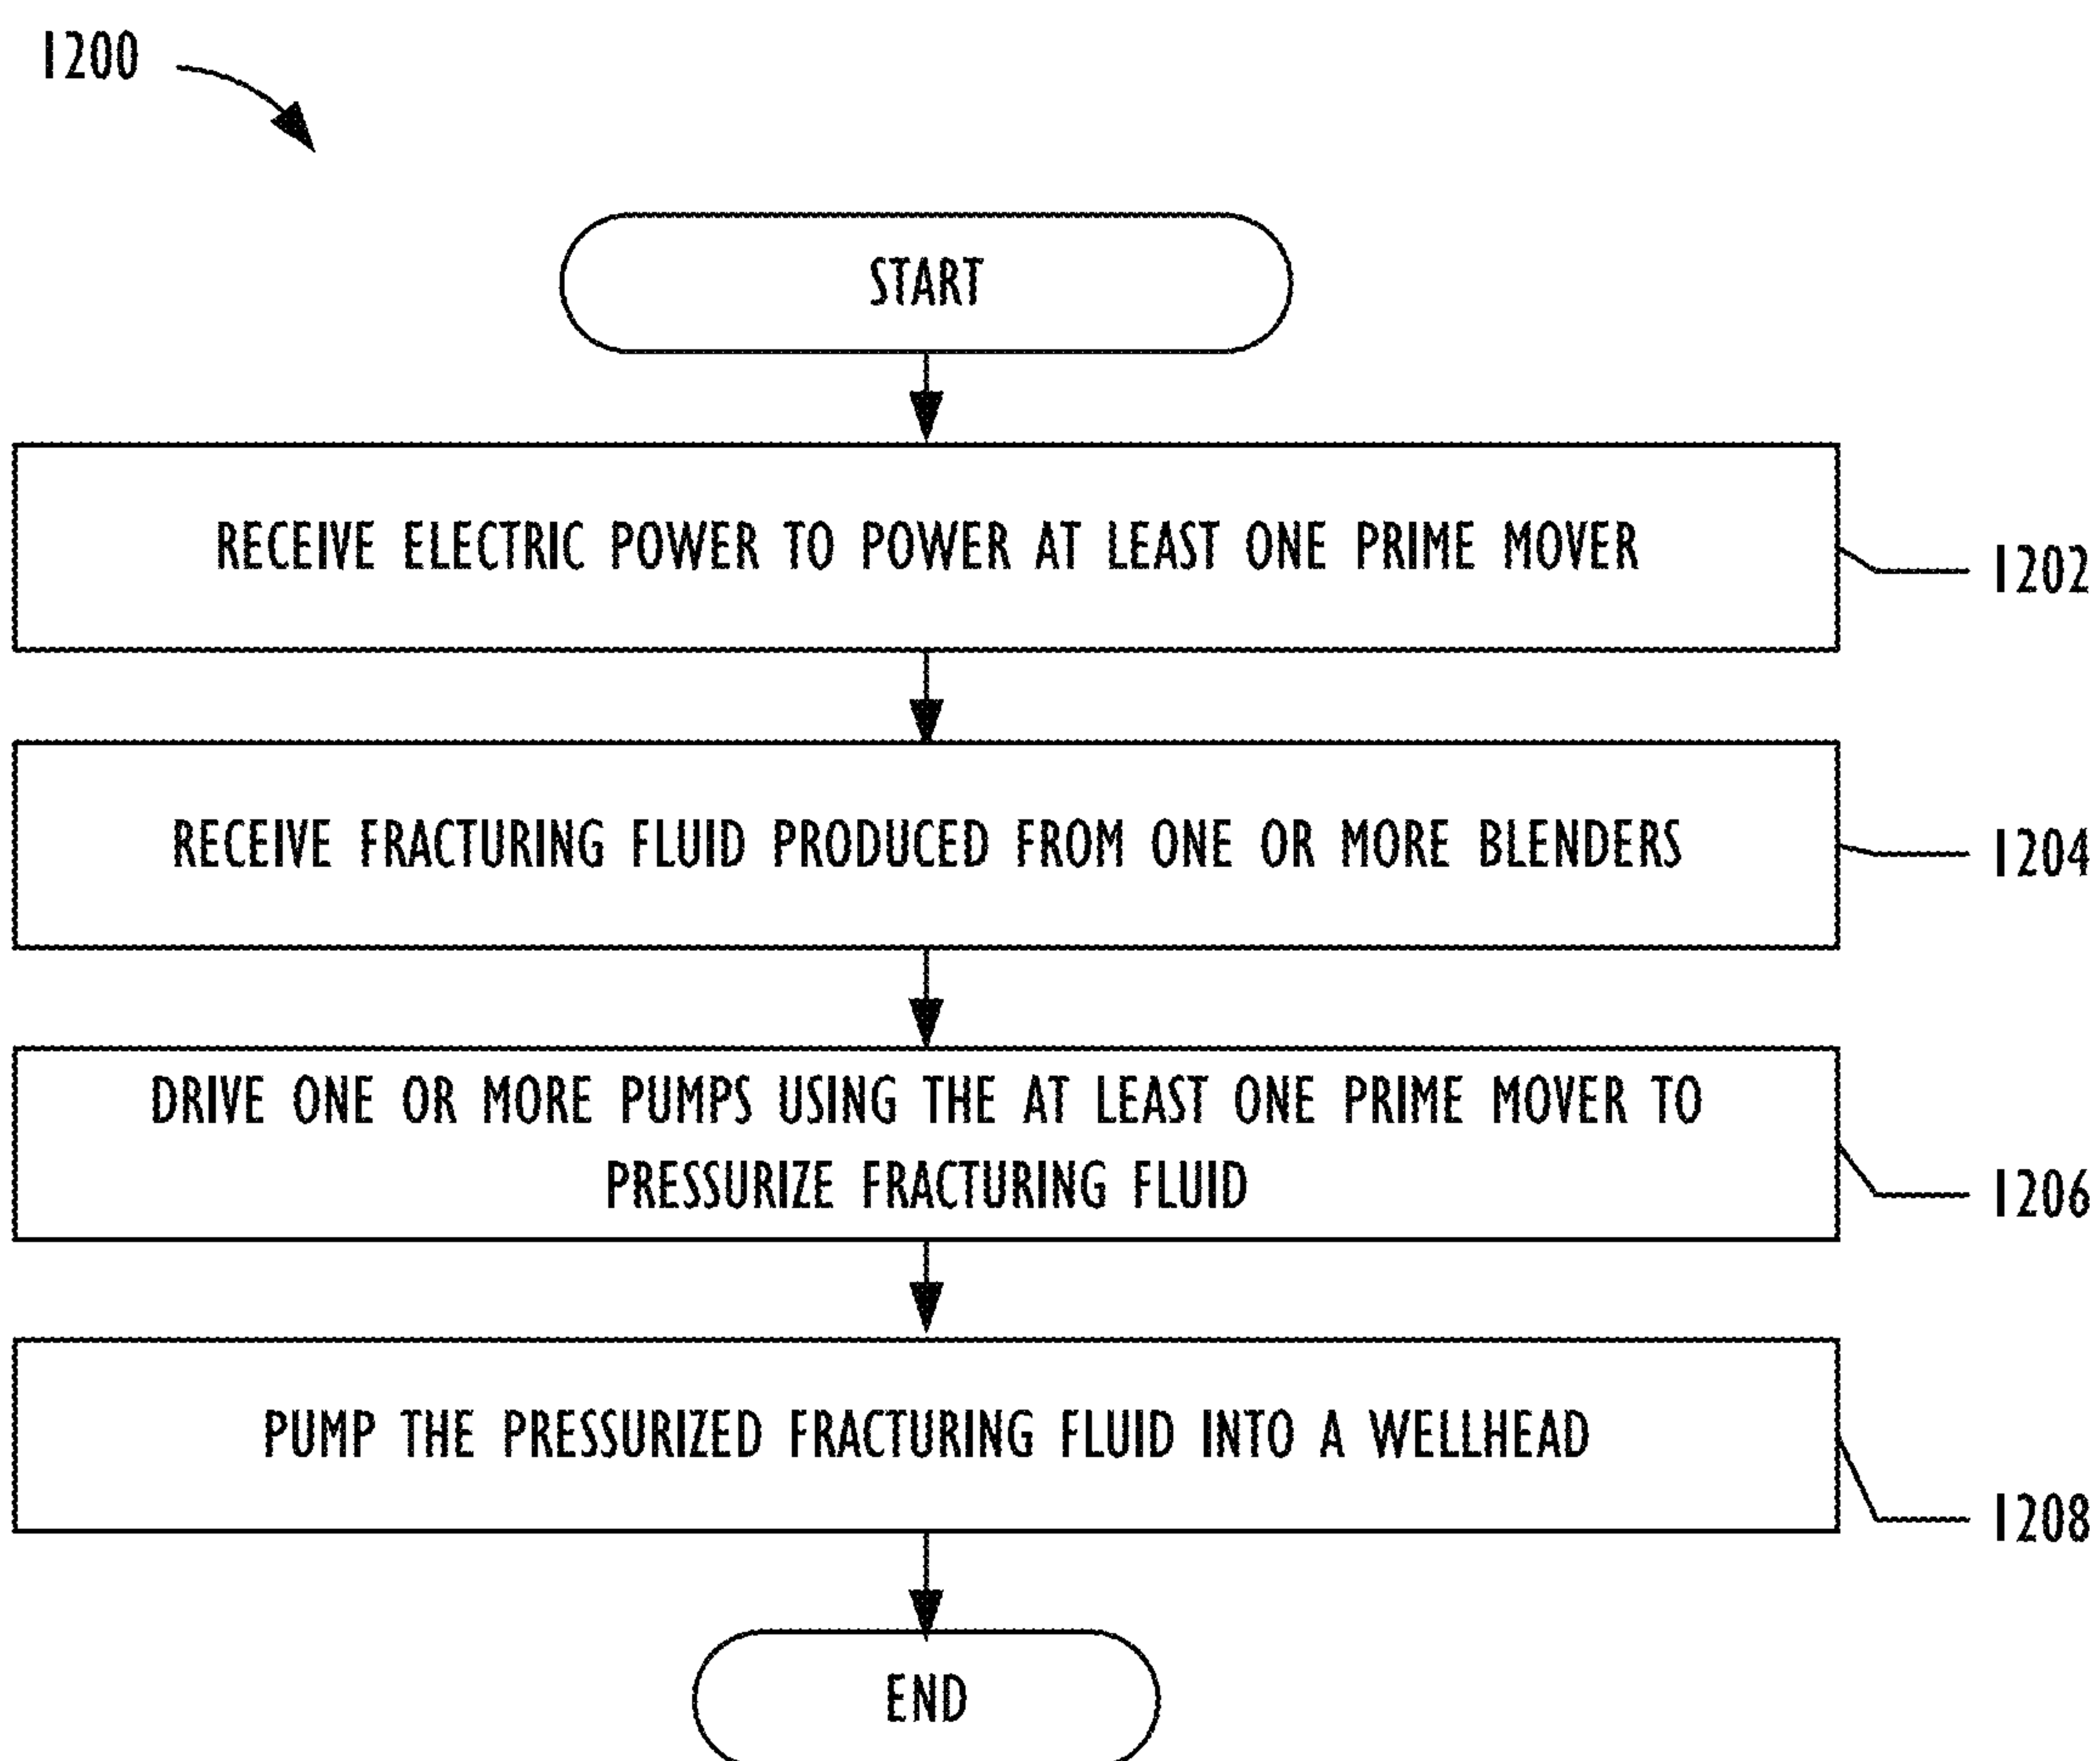 1200
START
RECEIVE ELECTRIC POWER TO POWER AT LEAST ONE PRIME MOVER
1202
RECEIVE FRACTURING FLUID PRODUCED FROM ONE OR MORE BLENDERS
1204
DRIVE ONE OR MORE PUMPS USING THE AT LEAST ONE PRIME MOVER TO
PRESSURIZE FRACTURING FLUID
1206
PUMP THE PRESSURIZED FRACTURING FLUID INTO A WELLHEAD
1208
END